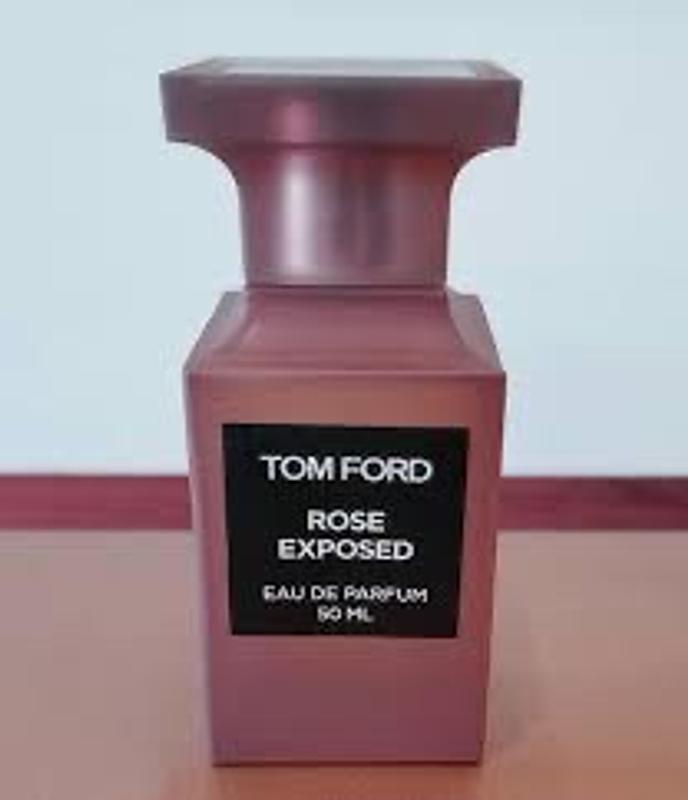 TOM FORD
ROSE
EXPOSED
EAU DE PARFUM
50 ML